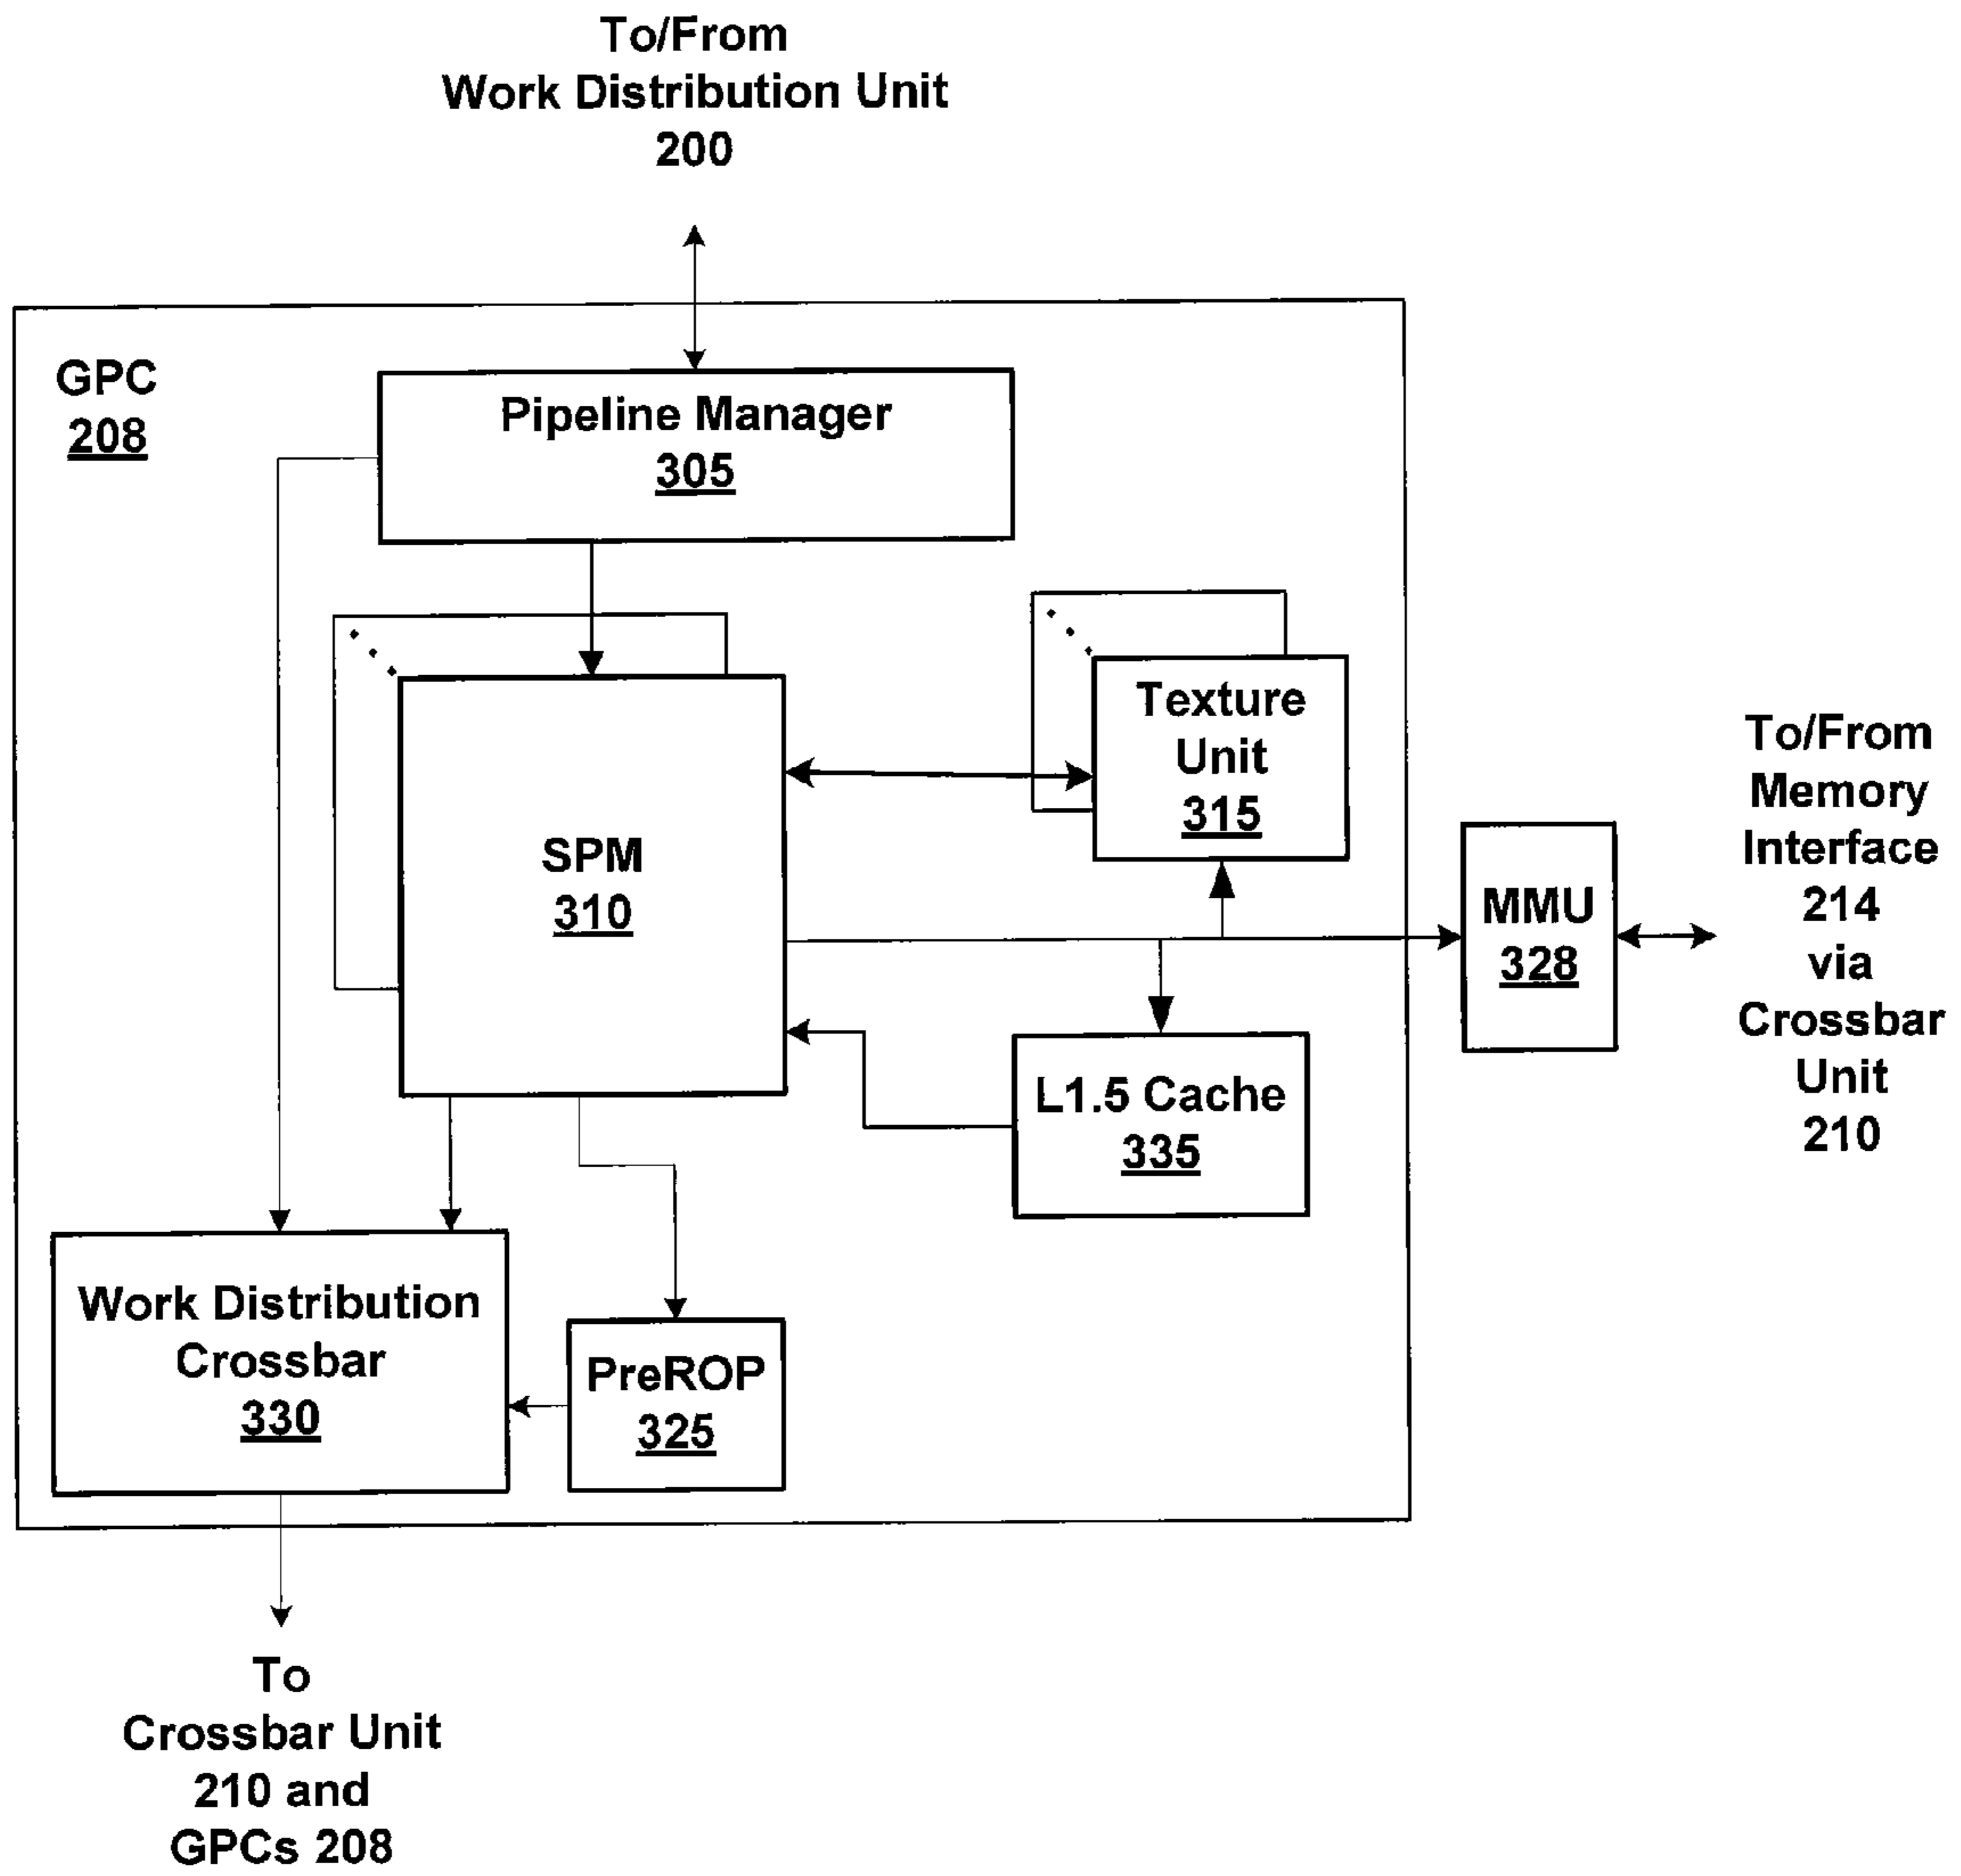 To/From
Work Distribution Unit
200
GPC
208
Pipeline Manager
305
Texture
Unit
315
SPM
310
To/From
Memory
Interface
214
via
Crossbar
Unit
210
MMU
328
L1.5 Cache
335
Work Distribution
Crossbar
330
PreROP
325
To
Crossbar Unit
210 and
GPCs 208